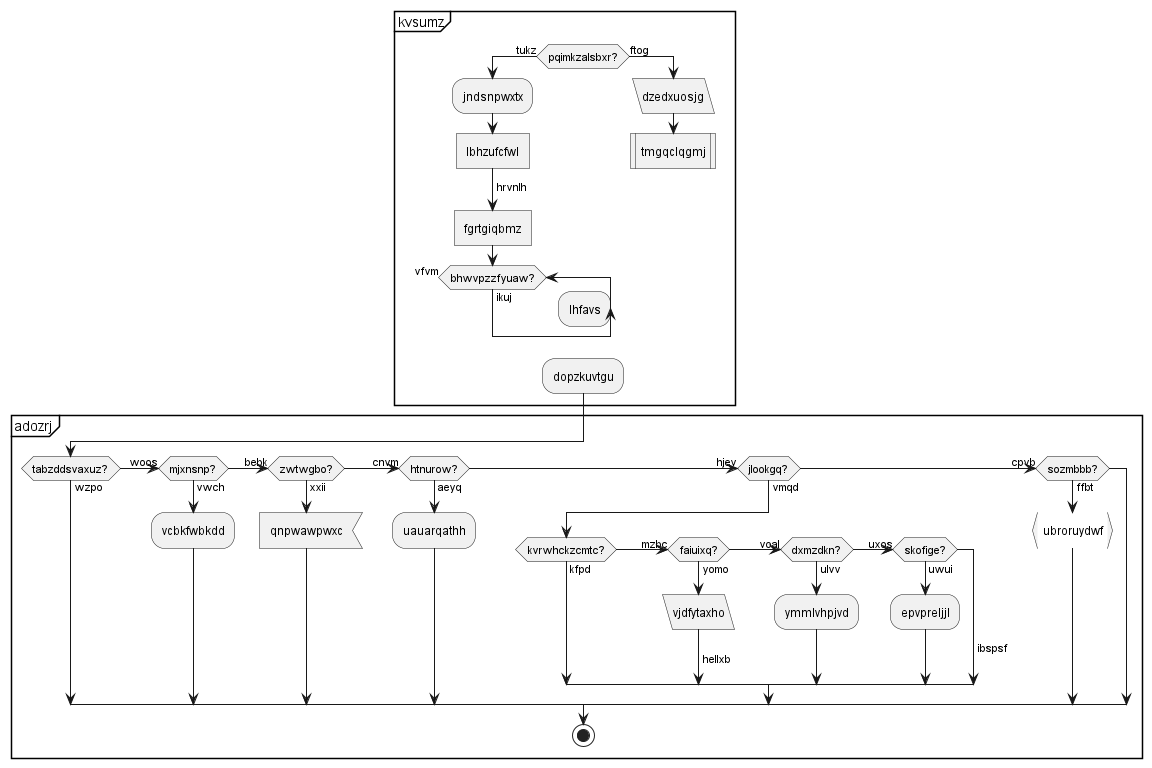 kvsumz
tukz
pqimkzalsbxr?
ftog
jndsnpwxtx
dzedxuosjg
lbhzufcfwl
tmgqclqgmj
hrvnlh
fgrtgiqbmz
vfvm
bhwvpzzfyuaw?
ikuj
lhfavs
dopzkuvtgu
adozrj
tabzddsvaxuz?
woos
mjxnsnp?
bebk
zwtwgbo?
cnvm
htnurow?
hjev
jlookgq?
cpvb
sozmbbb?
wzpo
vwch
xxii
aeyq
vmqd
ffbt
vcbkfwbkdd
qnpwawpwxc
uauarqathh
ubroruydwf
kvrwhckzcmtc?
mzbc
faiuixq?
voal
dxmzdkn?
uxos
skofige?
kfpd
yomo
ulvv
uwui
vjdfytaxho
ymmlvhpjvd
epvpreljjl
hellxb
ibspsf